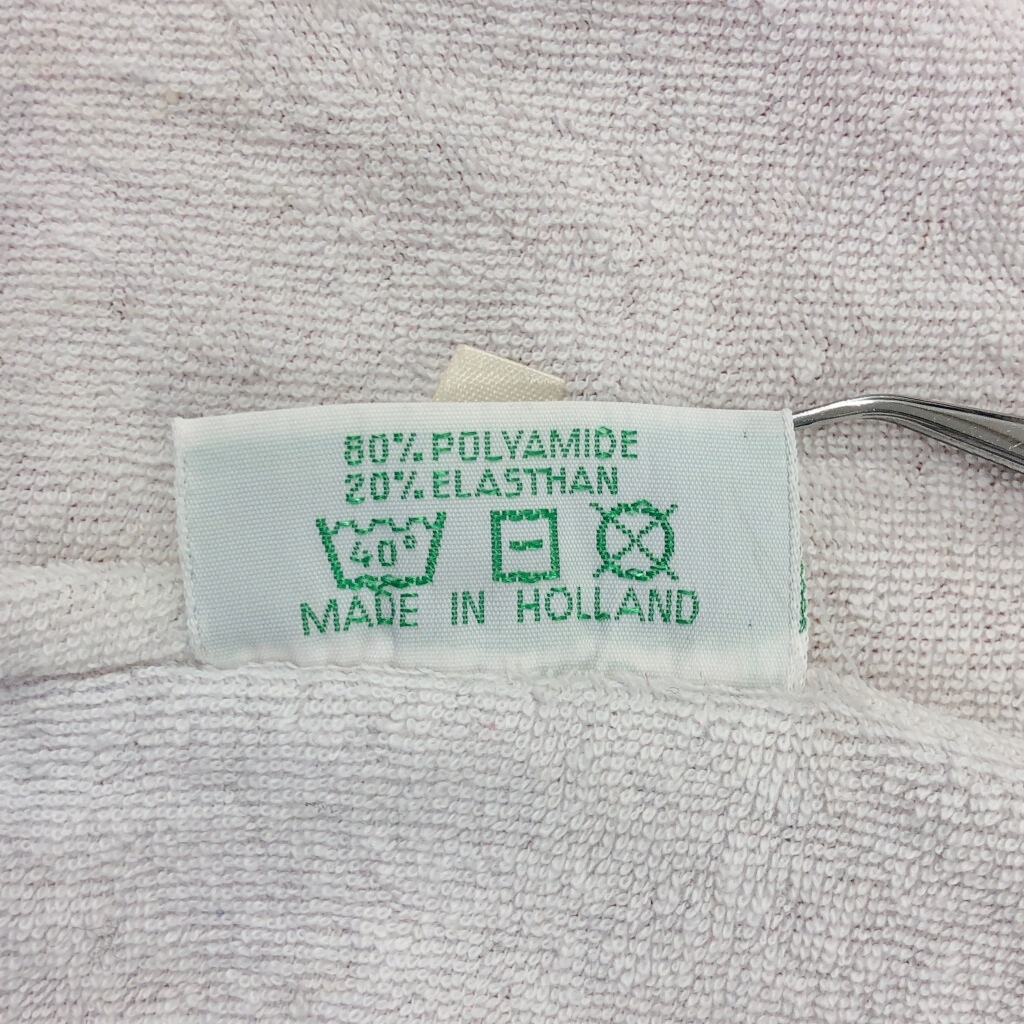 80% POLYAMIDE
20% ELASTHAN
40°
MADE IN HOLLAND